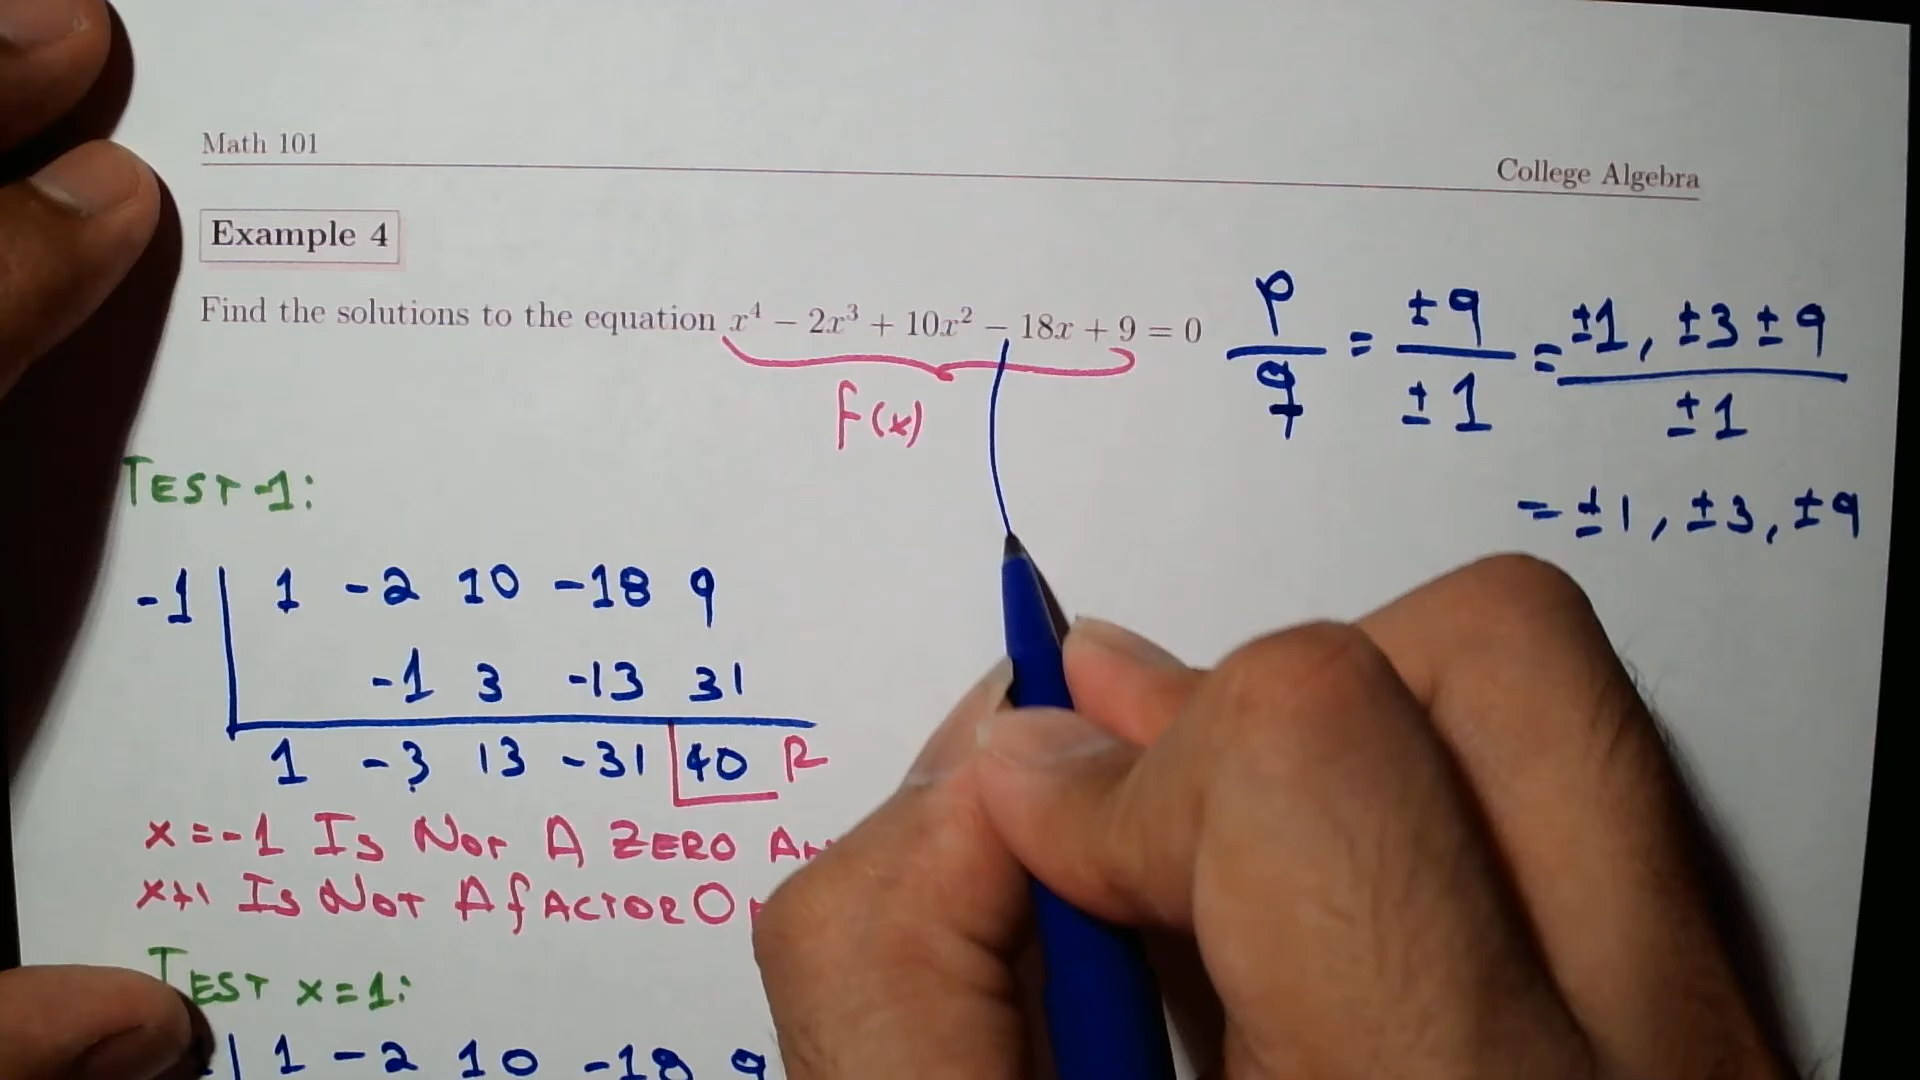 Math 101
College Algebra
Example 4
Find the solutions to the equation x⁴ − 2x³ + 10x² − 18x + 9 = 0
p/q = ±9/±1 = ±1, ±3 ±9/±1
= ±1, ±3, ±9
f(x)
TEST -1:
-1 | 1 -2 10 -18 9
-1 3 -13 31
1 -3 13 -31 40 R
x = -1 IS NOT A ZERO
x+1 IS NOT A FACTOR
TEST x=1:
1 -2 10 -18 9